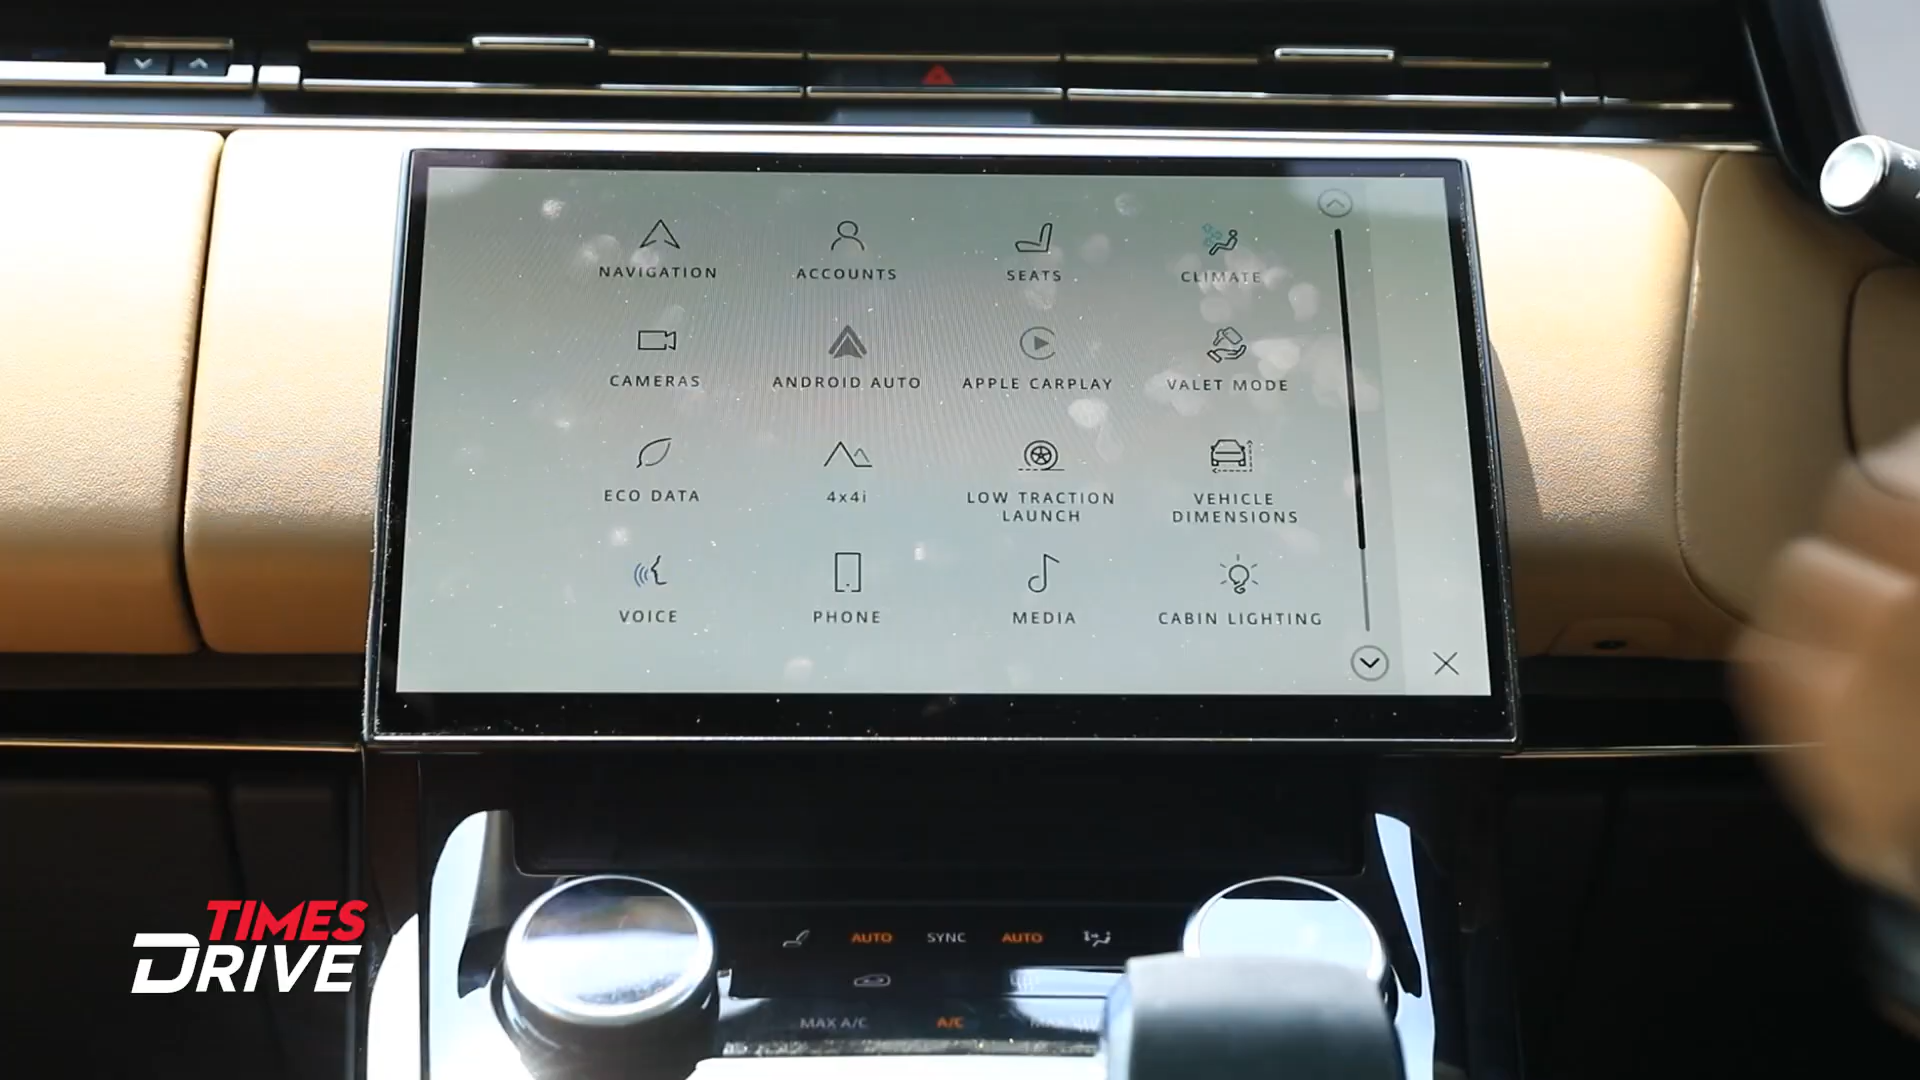 NAVIGATION
ACCOUNTS
SEATS
CLIMATE
CAMERAS
ANDROID AUTO
APPLE CARPLAY
VALET MODE
ECO DATA
4x4i
LOW TRACTION
LAUNCH
VEHICLE
DIMENSIONS
VOICE
PHONE
MEDIA
CABIN LIGHTING
AUTO SYNC AUTO
MAX A/C A/C
TIMES
DRIVE